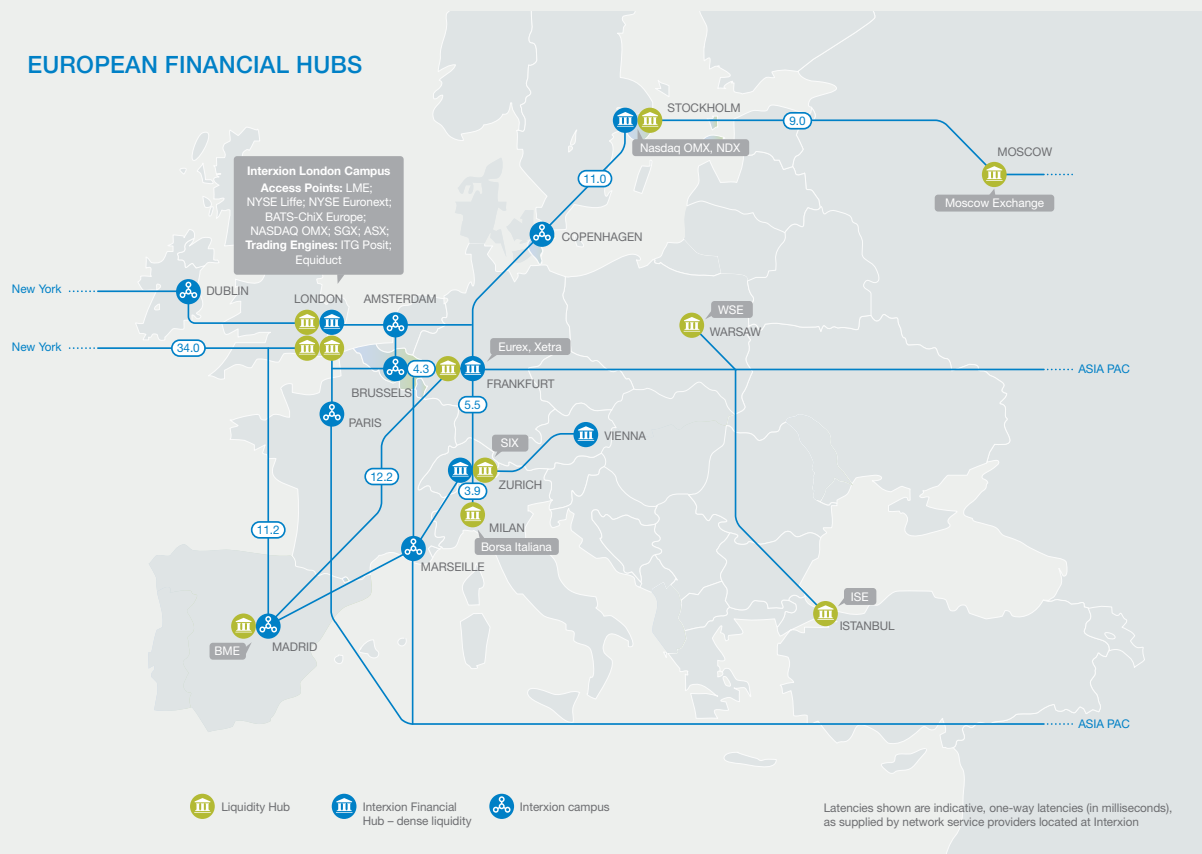 EUROPEAN FINANCIAL HUBS
STOCKHOLM
9.0
Nasdaq OMX, NDX
MOSCOW
Moscow Exchange
Interxion London Campus
Access Points: LME;
NYSE Liffe; NYSE Euronext;
BATS-ChiX Europe;
NASDAQ OMX; SGX; ASX;
Trading Engines: ITG Posit;
Equiduct
11.0
COPENHAGEN
New York
DUBLIN
LONDON
AMSTERDAM
WSE
WARSAW
New York
34.0
Eurex, Xetra
4.3
ASIA PAC
FRANKFURT
BRUSSELS
5.5
PARIS
VIENNA
SIX
12.2
ZURICH
3.9
11.2
MILAN
Borsa Italiana
MARSEILLE
ISE
ISTANBUL
BME
MADRID
ASIA PAC
Liquidity Hub
Interxion Financial
Hub – dense liquidity
Interxion campus
Latencies shown are indicative, one-way latencies (in milliseconds),
as supplied by network service providers located at Interxion